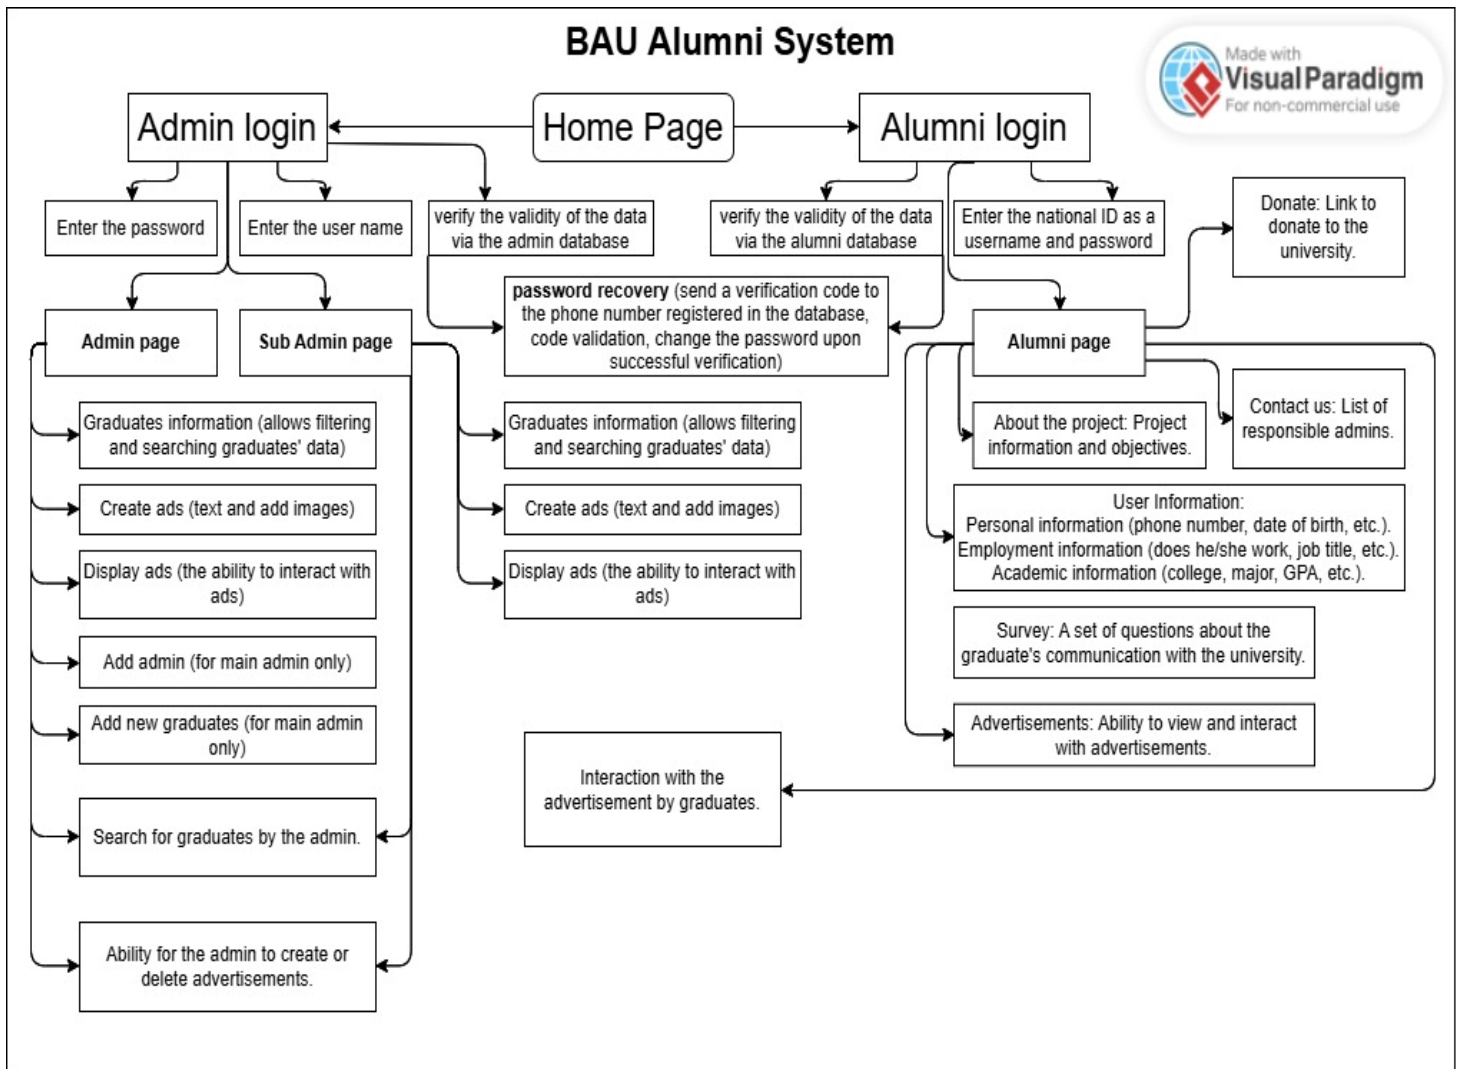 BAU Alumni System
Made with
Visual Paradigm
For non-commercial use
Admin login
Home Page
Alumni login
Enter the password
Enter the user name
verify the validity of the data
via the admin database
verify the validity of the data
via the alumni database
Enter the national ID as a
username and password
Donate: Link to
donate to the
university.
password recovery (send a verification code to
the phone number registered in the database,
code validation, change the password upon
successful verification)
Admin page
Sub Admin page
Alumni page
Graduates information (allows filtering
and searching graduates' data)
Create ads (text and add images)
Display ads (the ability to interact with
ads)
Add admin (for main admin only)
Add new graduates (for main admin
only)
Search for graduates by the admin.
Ability for the admin to create or
delete advertisements.
Graduates information (allows filtering
and searching graduates' data)
Create ads (text and add images)
Display ads (the ability to interact with
ads)
About the project: Project
information and objectives.
Contact us: List of
responsible admins.
User Information:
Personal information (phone number, date of birth, etc.).
Employment information (does he/she work, job title, etc.).
Academic information (college, major, GPA, etc.).
Survey: A set of questions about the
graduate's communication with the university.
Advertisements: Ability to view and interact
with advertisements.
Interaction with the
advertisement by graduates.